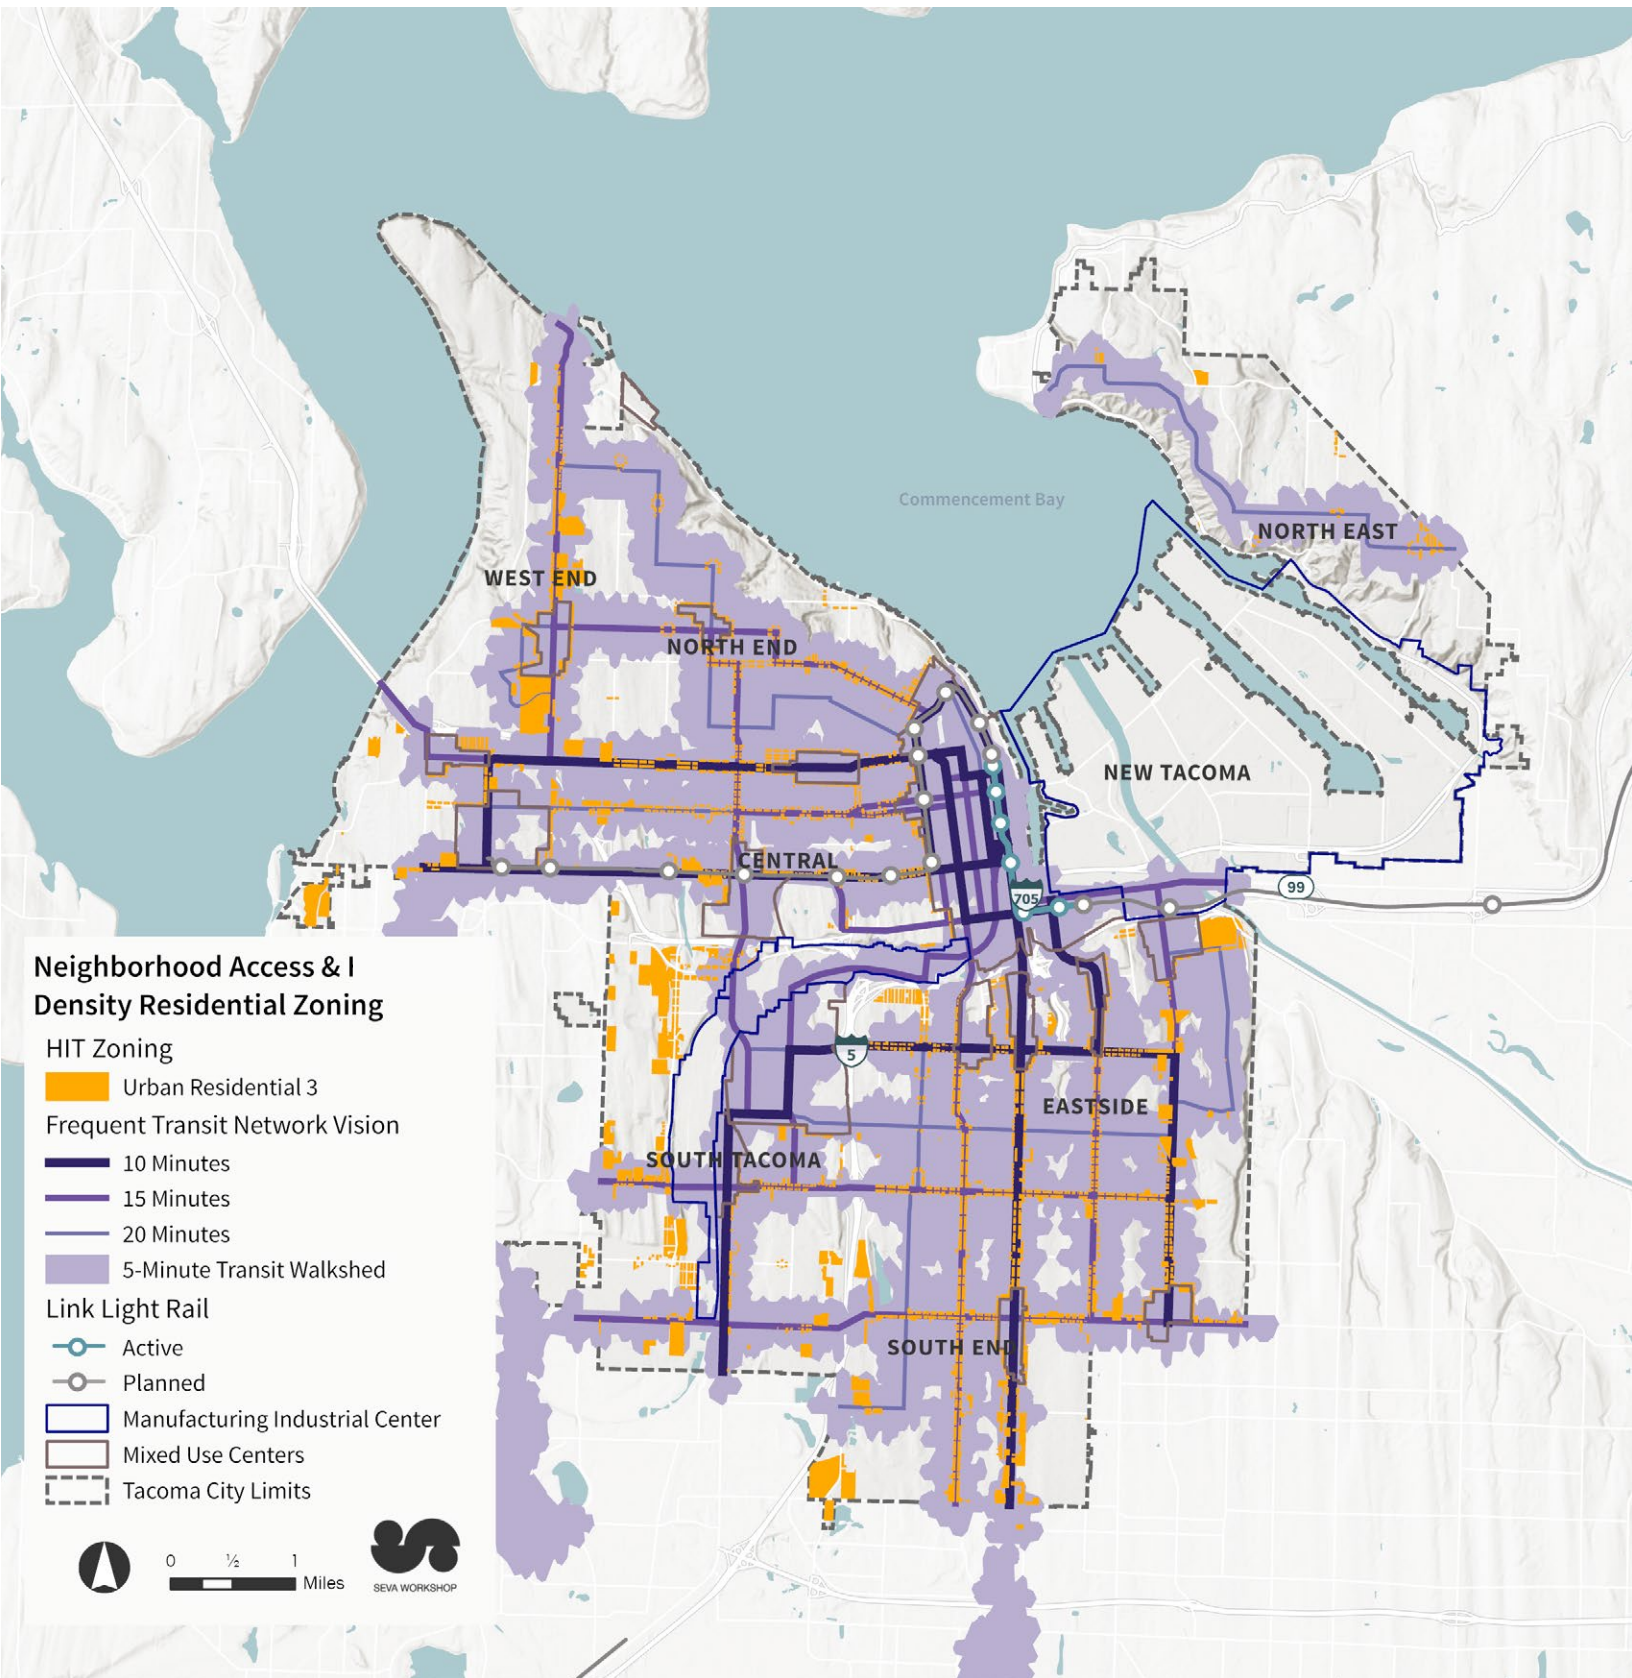 Commencement Bay
NORTH EAST
WEST END
NORTH END
NEW TACOMA
CENTRAL
99
705
5
EASTSIDE
SOUTH TACOMA
SOUTH END
Neighborhood Access & I
Density Residential Zoning
HIT Zoning
Urban Residential 3
Frequent Transit Network Vision
10 Minutes
15 Minutes
20 Minutes
5-Minute Transit Walkshed
Link Light Rail
Active
Planned
Manufacturing Industrial Center
Mixed Use Centers
Tacoma City Limits
0 ½ 1
Miles
SEVA WORKSHOP